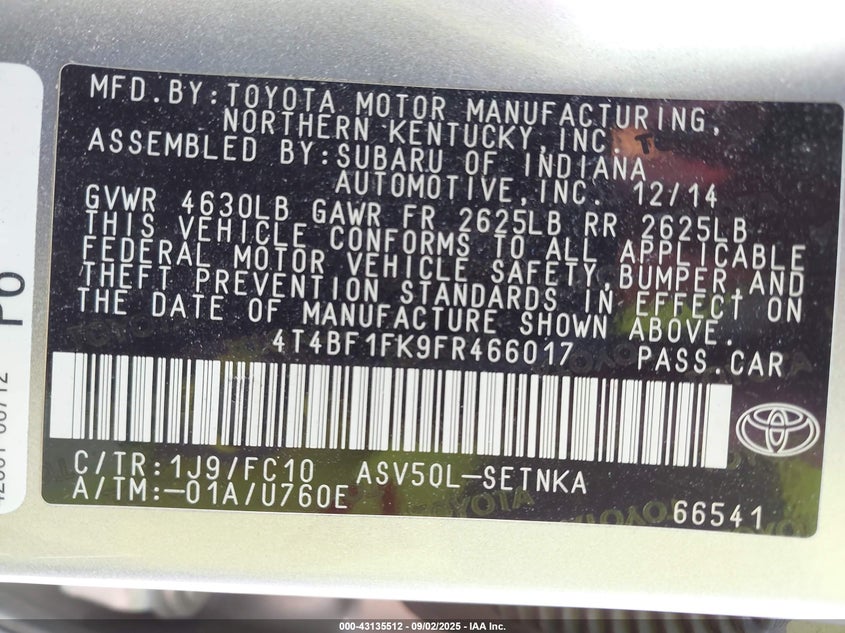 MFD.BY:TOYOTA MOTOR MANUFACTURING,
NORTHERN KENTUCKY,INC.
ASSEMBLED BY:SUBARU OF INDIANA
AUTOMOTIVE,INC. 12/14
GVWR 4630LB GAWR FR 2625LB RR 2625LB
THIS VEHICLE CONFORMS TO ALL APPLICABLE
FEDERAL MOTOR VEHICLE SAFETY,BUMPER,AND
THEFT PREVENTION STANDARDS IN EFFECT ON
THE DATE OF MANUFACTURE SHOWN ABOVE.
4T4BF1FK9FR466017 PASS.CAR
C/TR:1J9/FC10 ASV50L-SETNKA
A/TM:-01A/U760E
66541
TOYOTA
P6
000-43135512 - 09/02/2025 - IAA Inc.